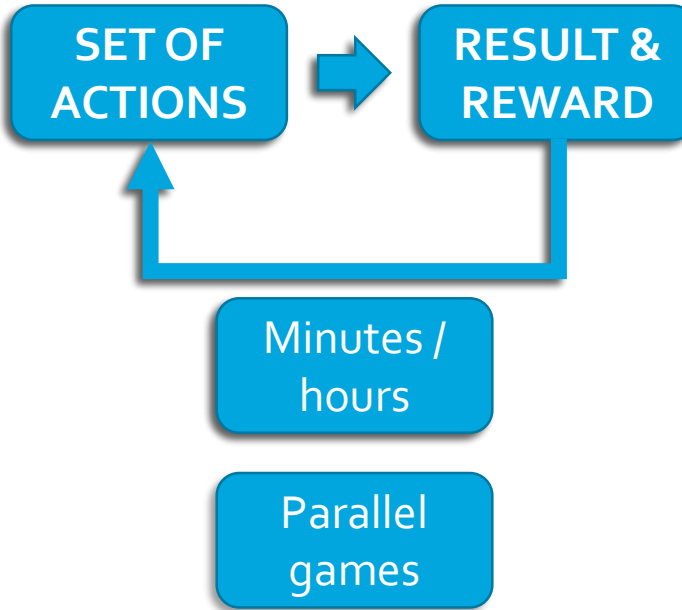 SET OF
ACTIONS
RESULT &
REWARD
Minutes /
hours
Parallel
games